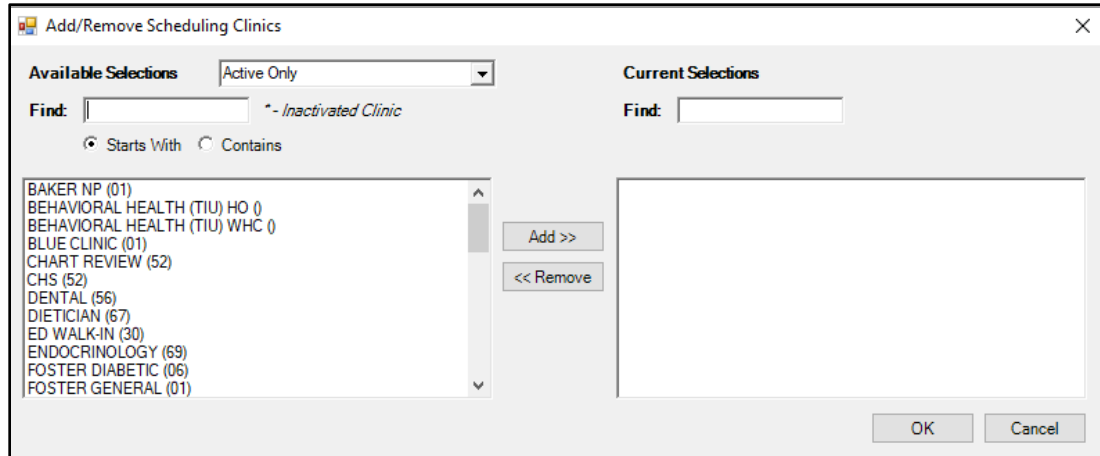 Add/Remove Scheduling Clinics
Available Selections
Active Only
Find:
* - Inactivated Clinic
Starts With
Contains
BAKER NP (01)
BEHAVIORAL HEALTH (TIU) HO ()
BEHAVIORAL HEALTH (TIU) WHC ()
BLUE CLINIC (01)
CHART REVIEW (52)
CHS (52)
DENTAL (56)
DIETICIAN (67)
ED WALK-IN (30)
ENDOCRINOLOGY (69)
FOSTER DIABETIC (06)
FOSTER GENERAL (01)
Add >>
<< Remove
Current Selections
Find:
OK
Cancel